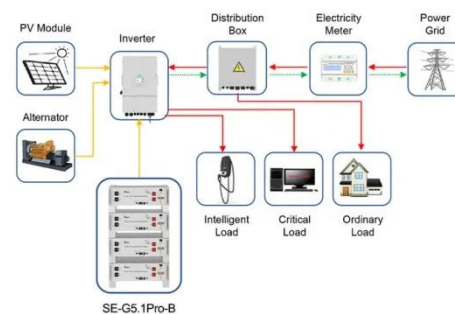 PV Module
Inverter
Distribution
Box
Electricity
Meter
Power
Grid
Alternator
Intelligent
Load
Critical
Load
Ordinary
Load
SE-G5.1Pro-B